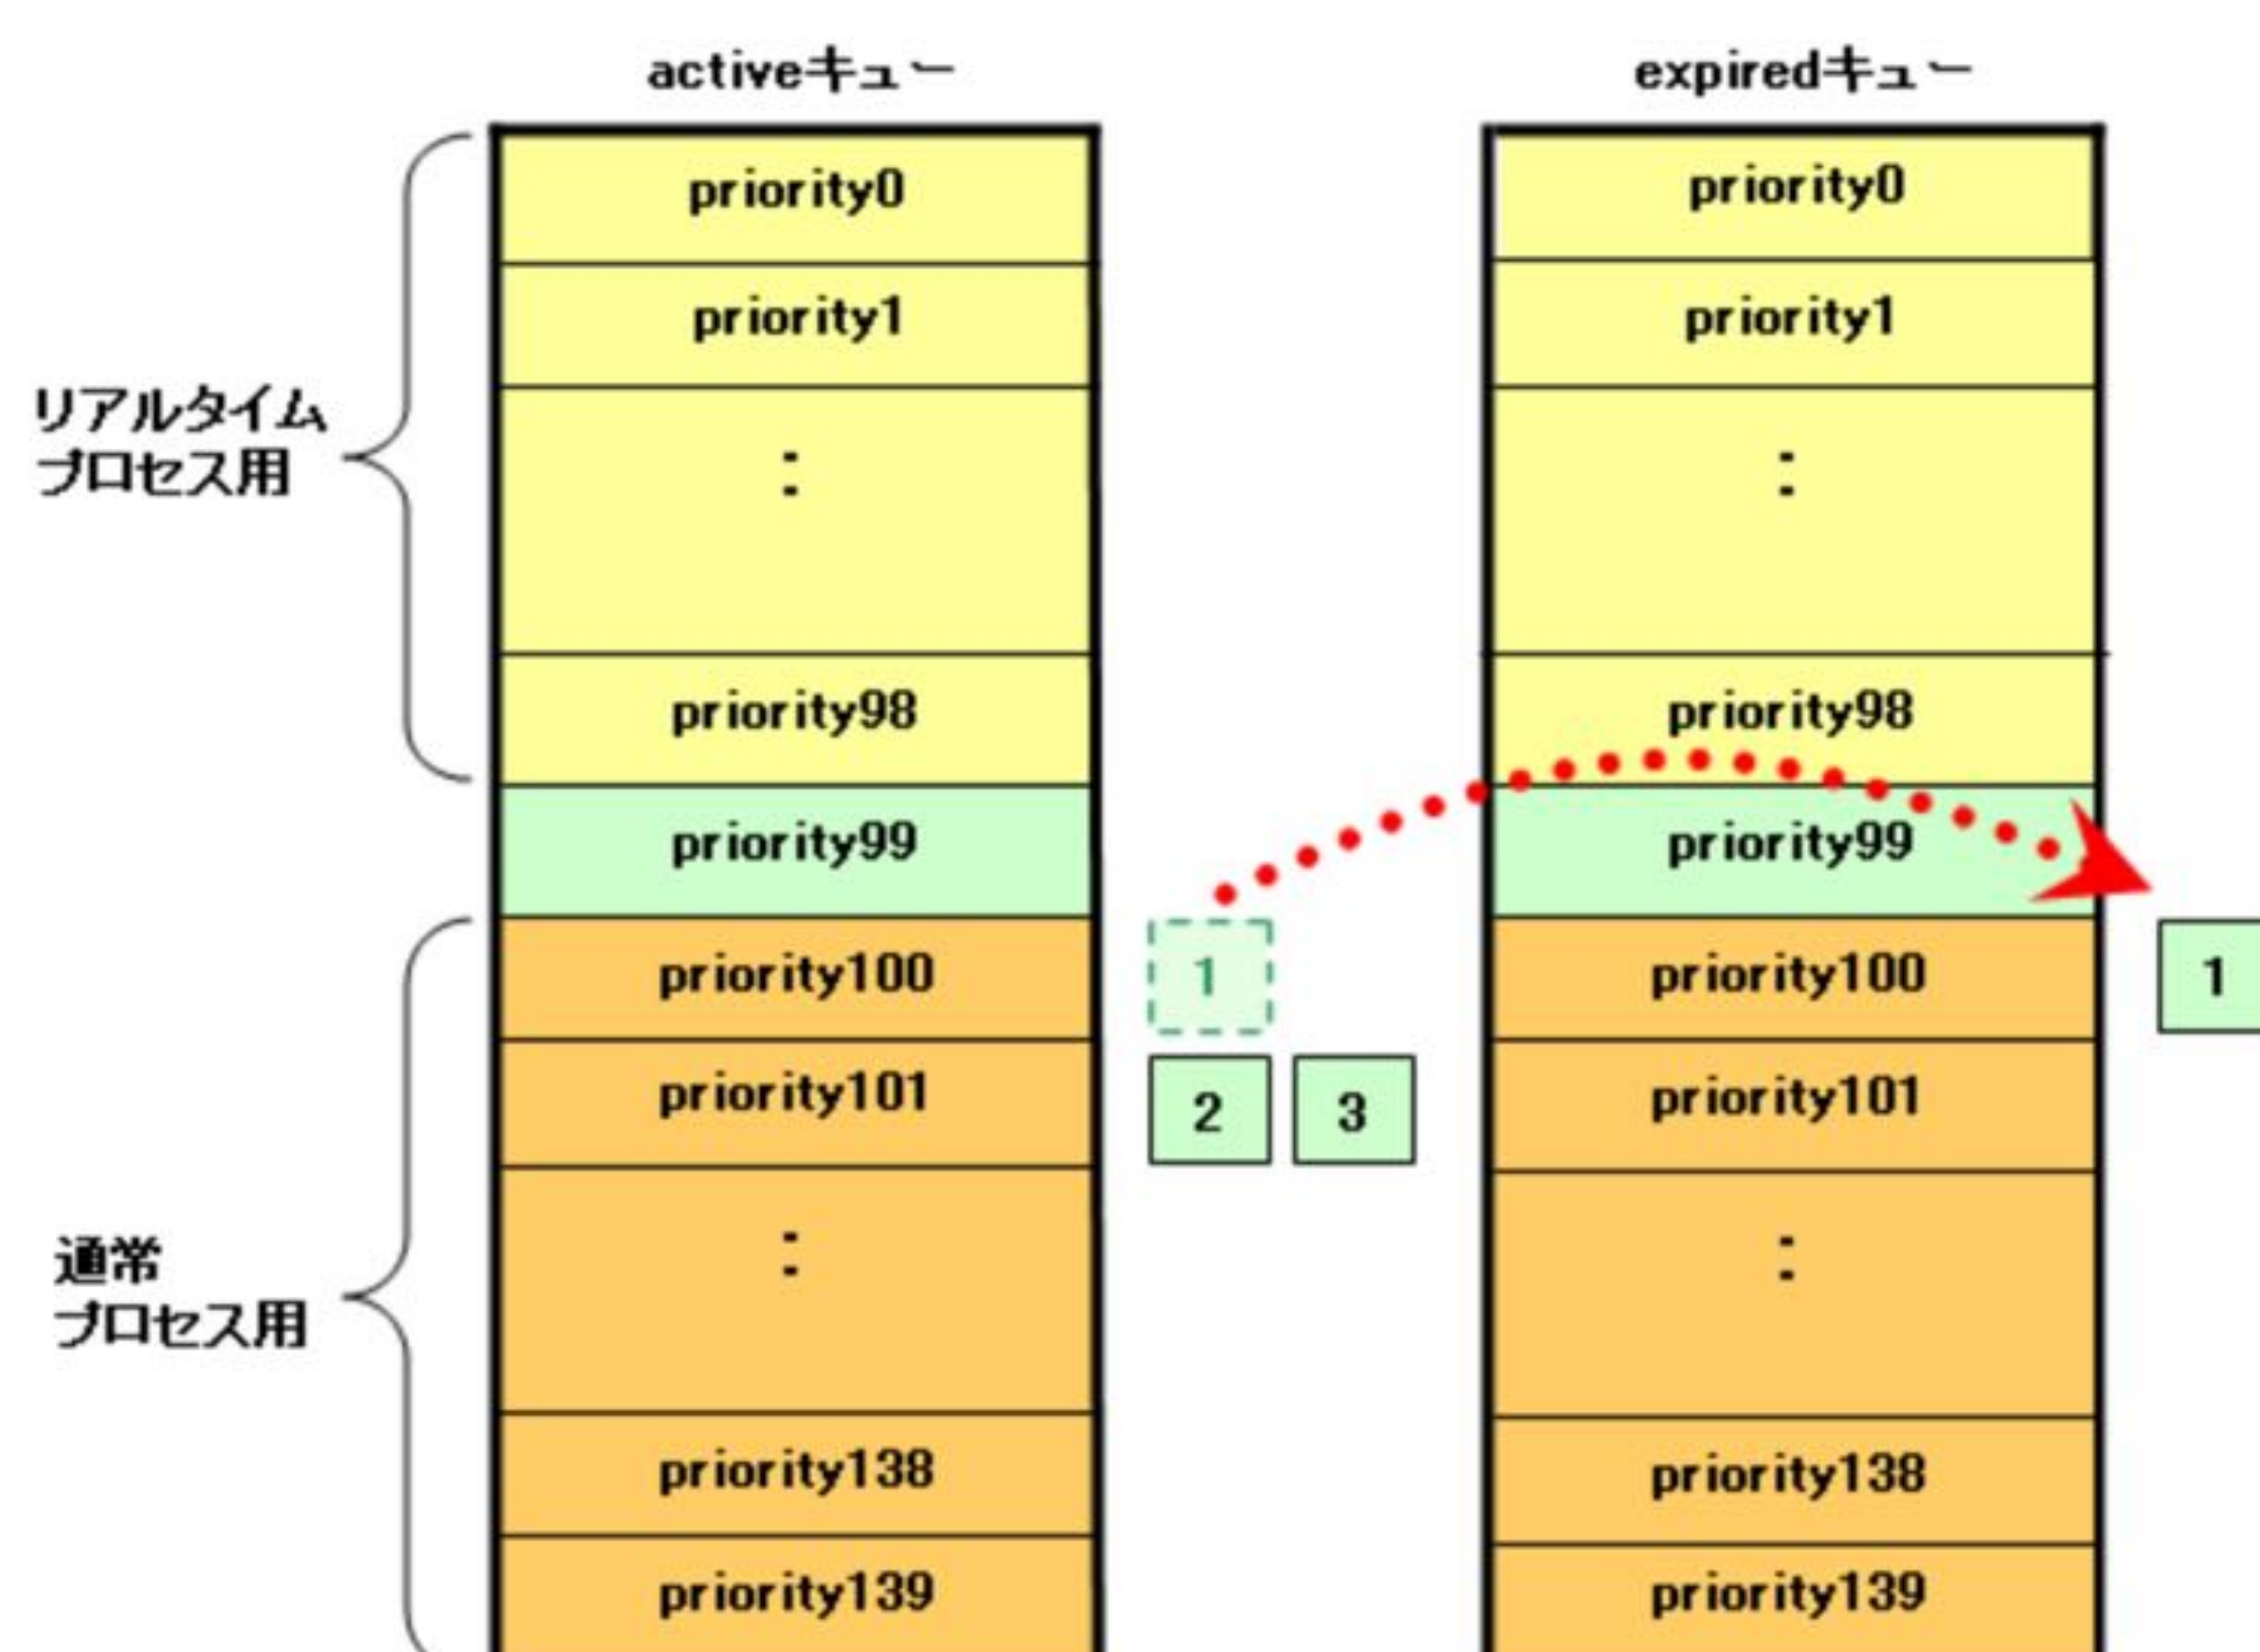 activeキュー
expiredキュー
priority0
priority0
priority1
priority1
リアルタイム
プロセス用
:
:
priority98
priority98
priority99
priority99
priority100
1
priority100
1
priority101
2
3
priority101
通常
プロセス用
:
:
priority138
priority138
priority139
priority139